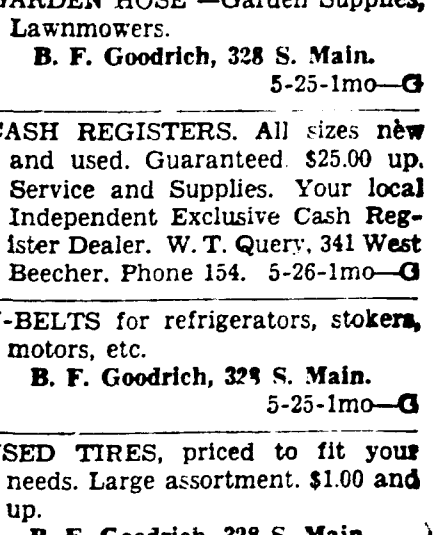 GARDEN HOSE—Garden Supplies,
Lawnmowers.
B. F. Goodrich, 328 S. Main.
5-25-1mo—G
CASH REGISTERS. All sizes new
and used. Guaranteed. $25.00 up.
Service and Supplies. Your local
Independent Exclusive Cash Reg-
ister Dealer. W. T. Query, 341 West
Beecher. Phone 154. 5-26-1mo—G
V-BELTS for refrigerators, stokers,
motors, etc.
B. F. Goodrich, 328 S. Main.
5-25-1mo—G
USED TIRES, priced to fit your
needs. Large assortment. $1.00 and
up.
B. F. Goodrich, 328 S. Main.